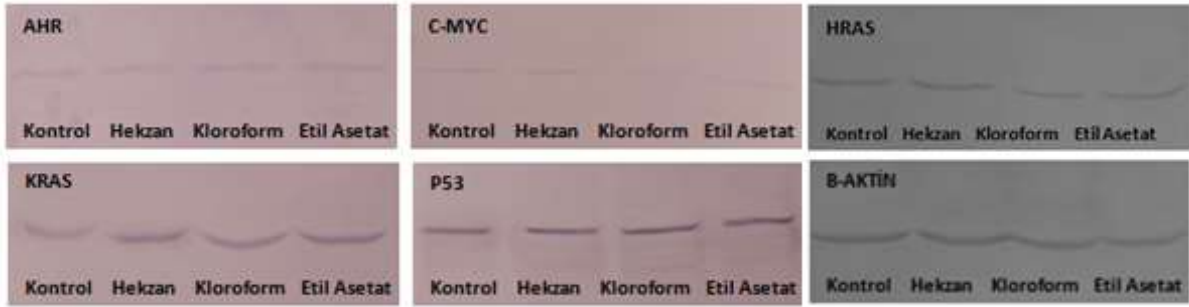 AHR
Kontrol Hekzan Kloroform Etil Asetat
C-MYC
Kontrol Hekzan Kloroform Etil Asetat
HRAS
Kontrol Hekzan Kloroform Etil Asetat
KRAS
Kontrol Hekzan Kloroform Etil Asetat
P53
Kontrol Hekzan Kloroform Etil Asetat
B-AKTİN
Kontrol Hekzan Kloroform Etil Asetat